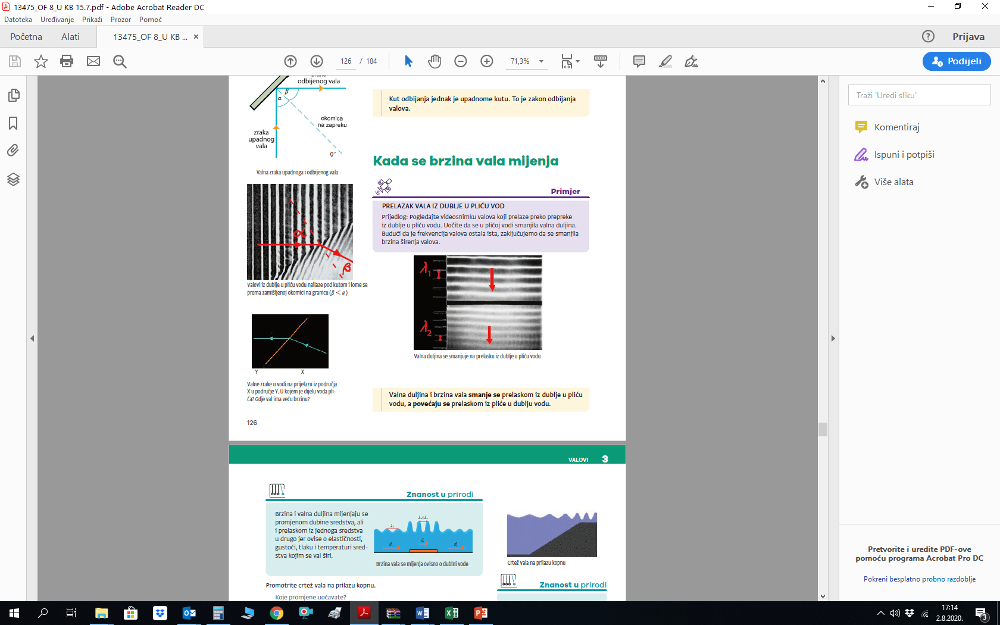 13475_OF 8_U KB 15.7.pdf - Adobe Acrobat Reader DC
Datoteka Uređivanje Prikaži Prozor Pomoć
Početna Alati 13475_OF 8_U KB ... × Prijava
126 / 184 71,3% Podijeli
zraka
odbijenog vala
β
α
okomica
na zapreku
zraka
upadnog
vala
0°
Valna zraka upadnoga i odbijenog vala
α
β
Valovi iz dublje u pliću vodu nailaze pod kutom i lome se
prema zamišljenoj okomici na granicu (β < α )
Y X
Valne zrake u vodi na prijelazu iz područja
X u područje Y. U kojem je dijelu voda pli-
ća? Gdje val ima veću brzinu?
126
Kut odbijanja jednak je upadnome kutu. To je zakon odbijanja
valova.
Kada se brzina vala mijenja
Primjer
PRELAZAK VALA IZ DUBLJE U PLIĆU VOD
Prijedlog: Pogledajte videosnimku valova koji prelaze preko prepreke
iz dublje u pliću vodu. Uočite da se u plićoj vodi smanjila valna duljina.
Budući da je frekvencija valova ostala ista, zaključujemo da se smanjila
brzina širenja valova.
λ1
λ2
Valna duljina se smanjuje na prelasku iz dublje u pliću vodu
Valna duljina i brzina vala smanje se prelaskom iz dublje u pliću
vodu, a povećaju se prelaskom iz pliće u dublju vodu.
VALOVI 3
Znanost u prirodi
Brzina i valna duljina mijenjaju se
promjenom dubine sredstva, ali
i prelaskom iz jednoga sredstva
u drugo jer ovise o elastičnosti,
gustoći, tlaku i temperaturi sred-
stva kojim se val širi.
Brzina vala se mijenja ovisno o dubini vode
Promotrite crtež vala na prilazu kopnu.
Koje promjene uočavate?
Crtež vala na prilazu kopnu
Znanost u prirodi
Traži 'Uredi sliku'
Komentiraj
Ispuni i potpiši
Više alata
Pretvorite i uredite PDF-ove
pomoću programa Acrobat Pro DC
Pokreni besplatno probno razdoblje
17:14
2.8.2020.
3